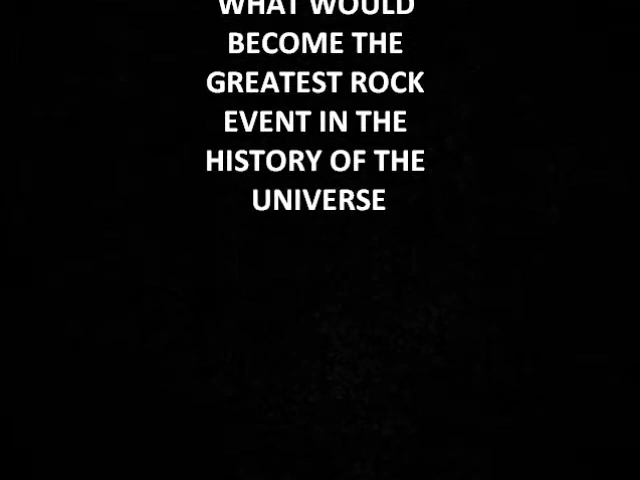 WHAT WOULD
BECOME THE
GREATEST ROCK
EVENT IN THE
HISTORY OF THE
UNIVERSE